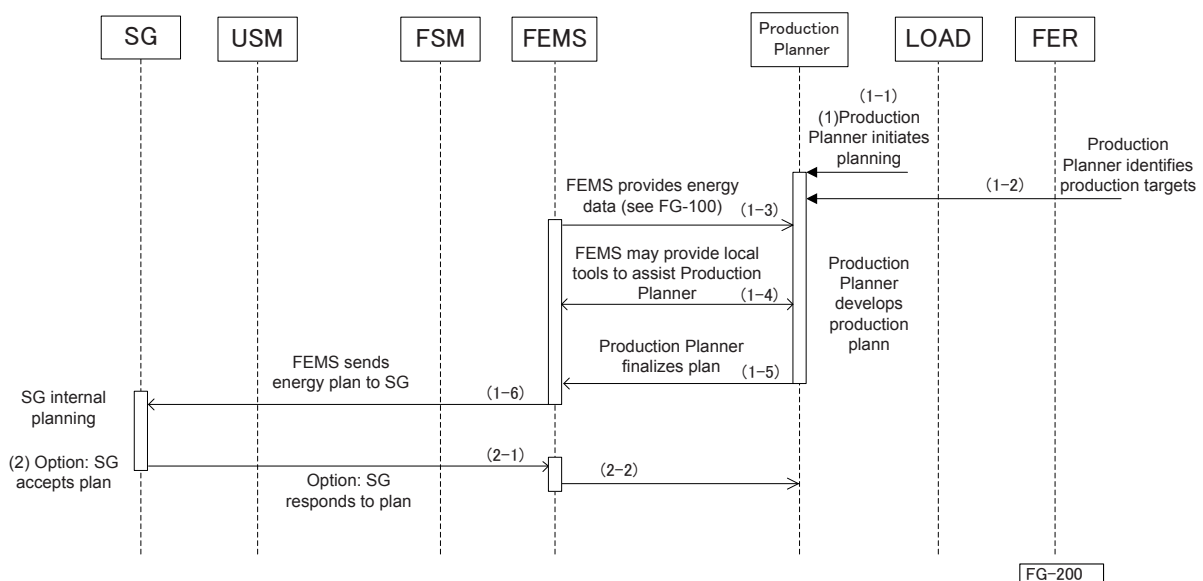 SG
USM
FSM
FEMS
Production
Planner
LOAD
FER
(1-1)
(1)Production
Planner initiates
planning
Production
Planner identifies
production targets
(1-2)
FEMS provides energy
data (see FG-100)
(1-3)
FEMS may provide local
tools to assist Production
Planner
(1-4)
Production
Planner
develops
production
plann
Production Planner
finalizes plan
(1-5)
FEMS sends
energy plan to SG
(1-6)
SG internal
planning
(2) Option: SG
accepts plan
(2-1)
Option: SG
responds to plan
(2-2)
FG-200